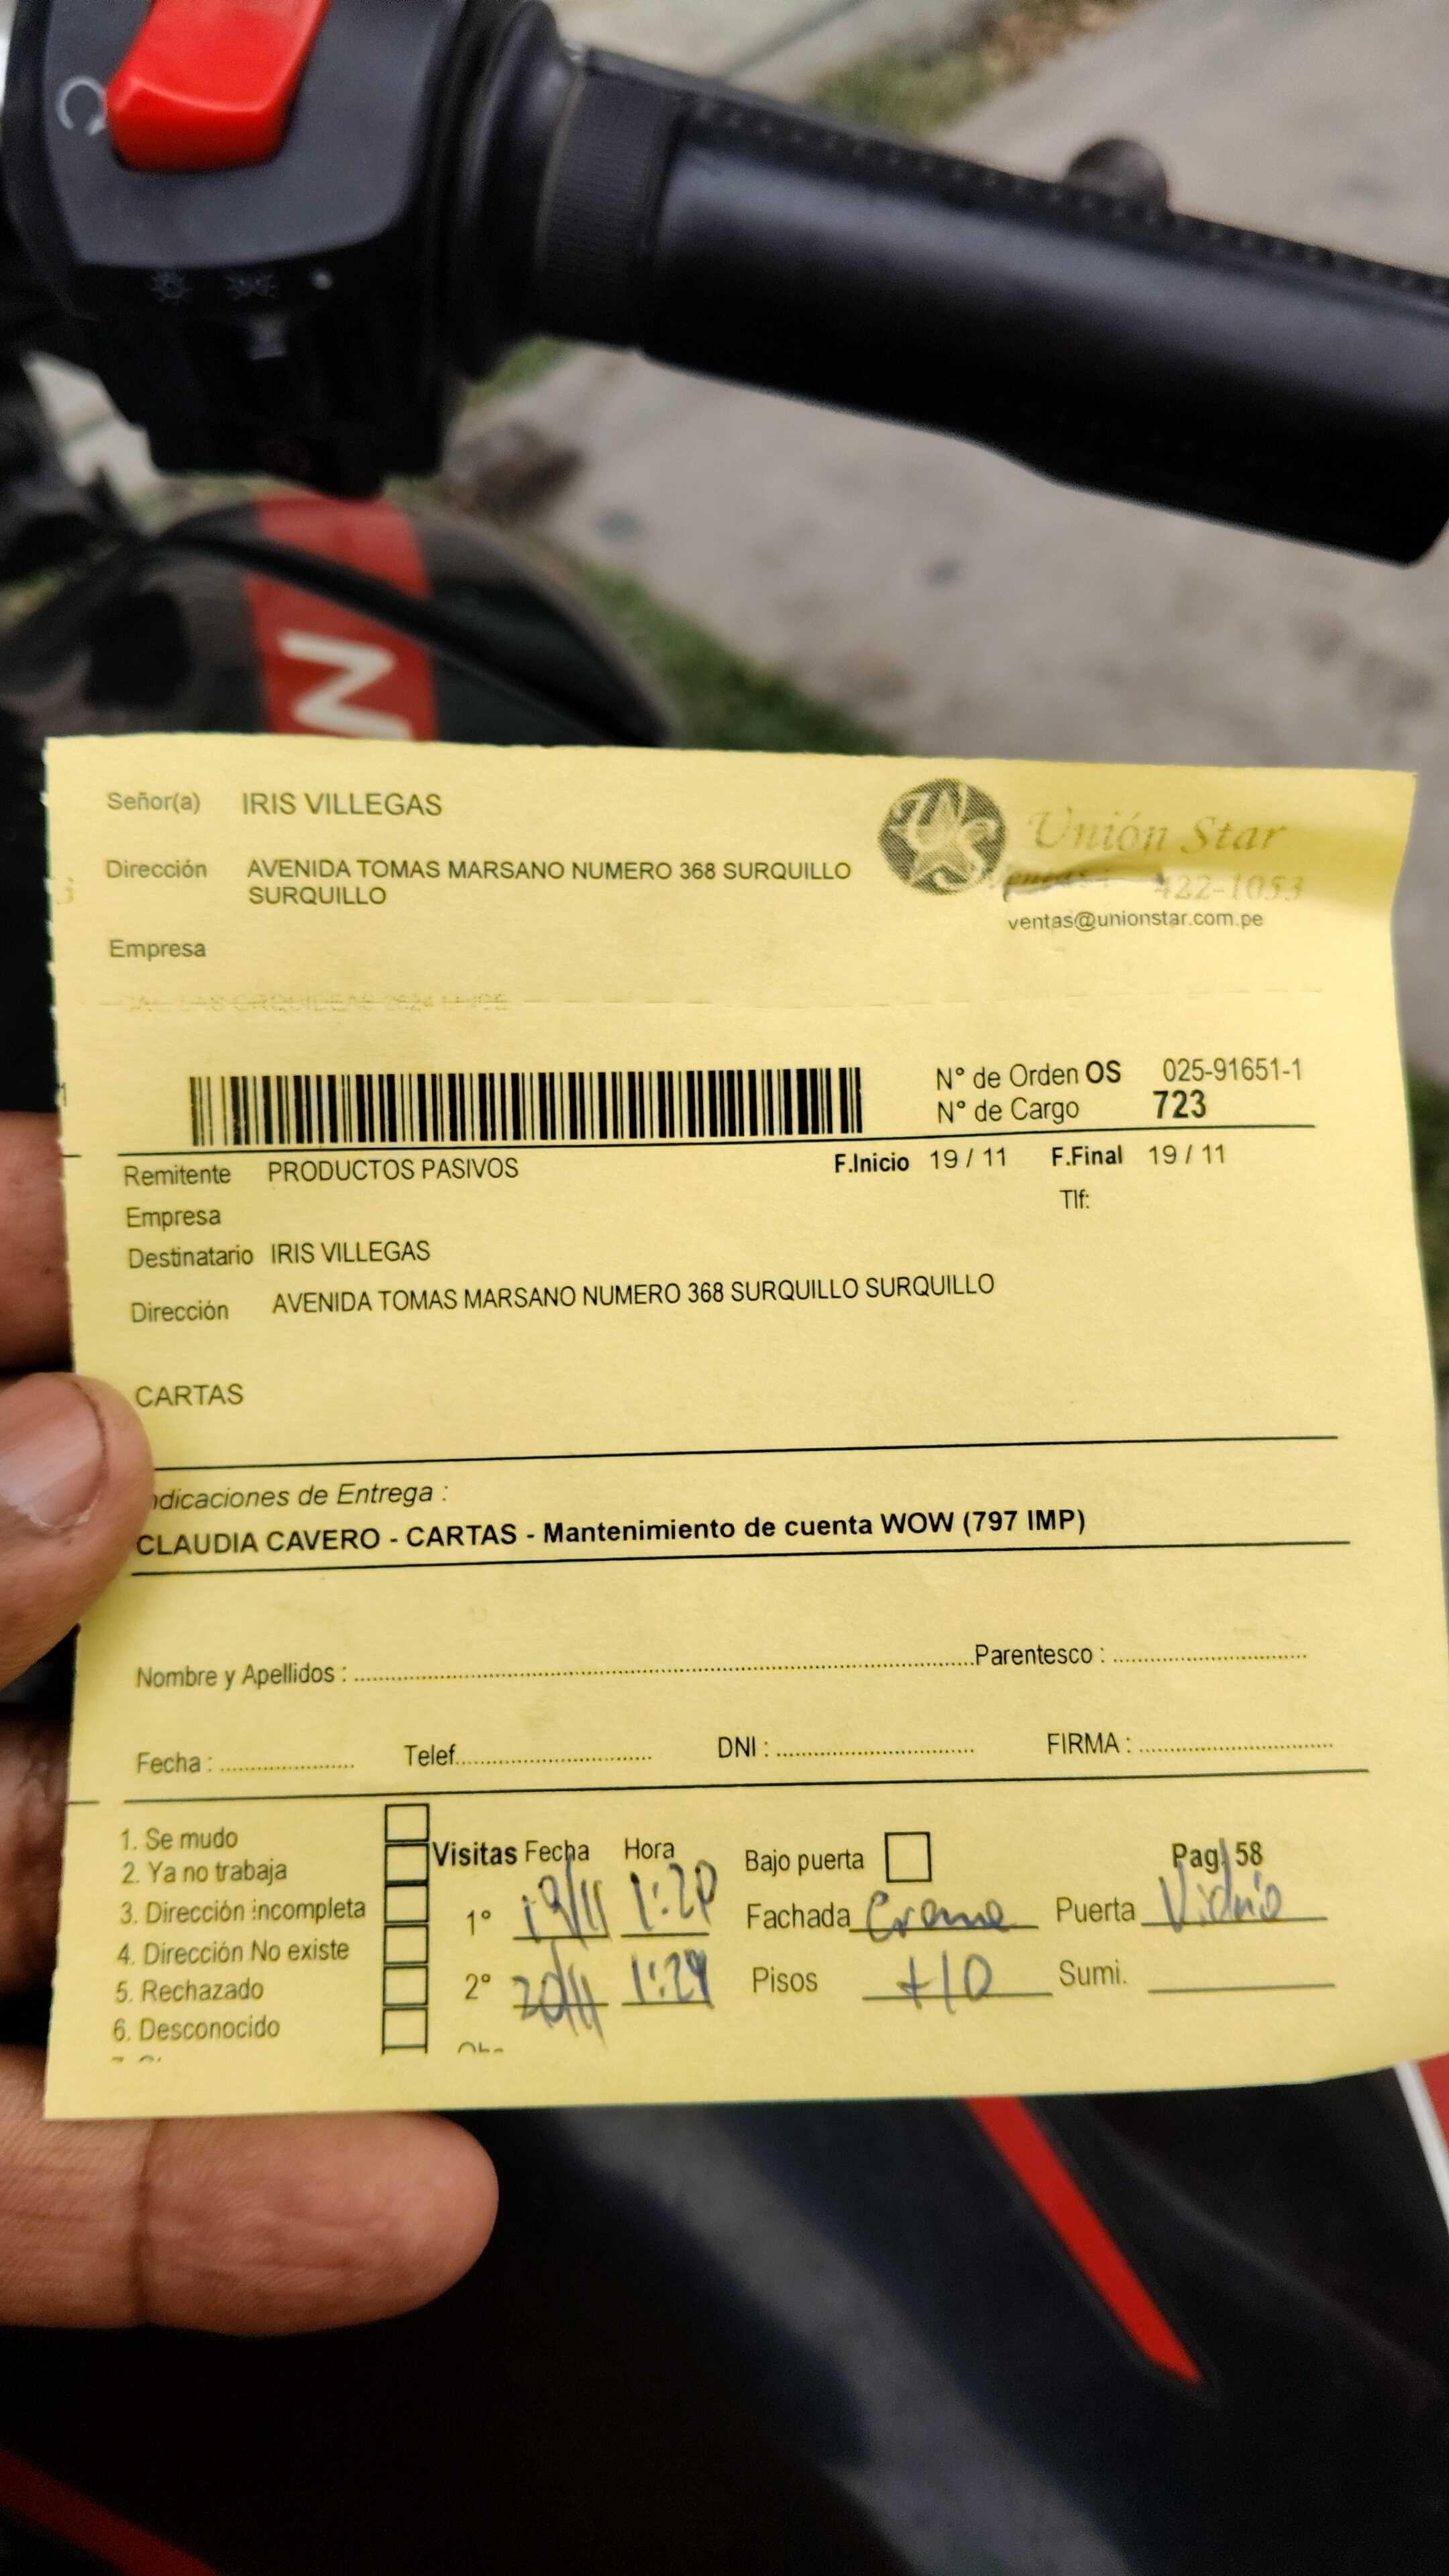 N
Señor(a) IRIS VILLEGAS
Unión Star
Dirección AVENIDA TOMAS MARSANO NUMERO 368 SURQUILLO
SURQUILLO
422-1053
ventas@unionstar.com.pe
Empresa
N° de Orden OS 025-91651-1
N° de Cargo 723
Remitente PRODUCTOS PASIVOS F.Inicio 19 / 11 F.Final 19 / 11
Empresa Tlf:
Destinatario IRIS VILLEGAS
Dirección AVENIDA TOMAS MARSANO NUMERO 368 SURQUILLO SURQUILLO
CARTAS
ndicaciones de Entrega :
CLAUDIA CAVERO - CARTAS - Mantenimiento de cuenta WOW (797 IMP)
Nombre y Apellidos : Parentesco :
Fecha : Telef DNI : FIRMA :
1. Se mudo
2. Ya no trabaja
3. Dirección incompleta
4. Dirección No existe
5. Rechazado
6. Desconocido
Visitas Fecha Hora Bajo puerta Pag 58
1° 19/11 1:20 Fachada Creme Puerta Vidrio
2° 20/11 1:24 Pisos +10 Sumi.